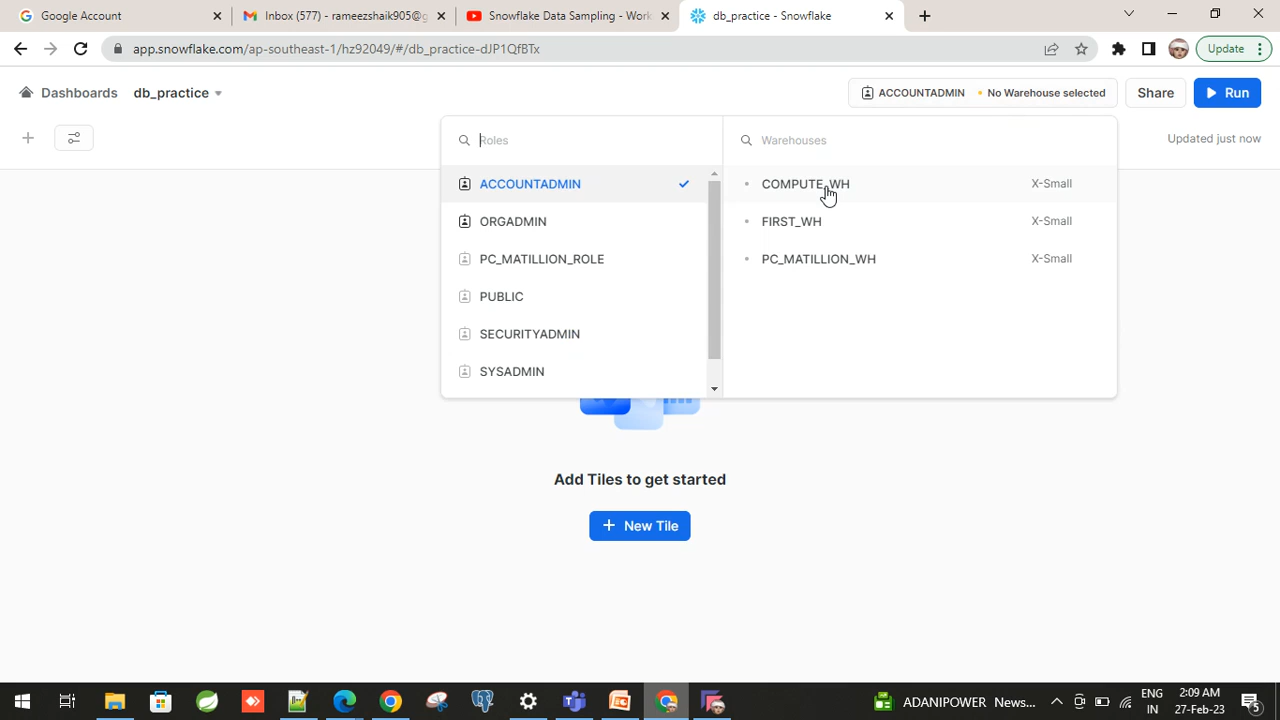 Google Account
Inbox (577) - rameezshaik905@g
Snowflake Data Sampling - Work
db_practice - Snowflake
app.snowflake.com/ap-southeast-1/hz92049/#/db_practice-dJP1QfBTx
Update
Dashboards
db_practice
ACCOUNTADMIN
No Warehouse selected
Share
Run
Updated just now
Roles
Warehouses
ACCOUNTADMIN
COMPUTE_WH
X-Small
ORGADMIN
FIRST_WH
X-Small
PC_MATILLION_ROLE
PC_MATILLION_WH
X-Small
PUBLIC
SECURITYADMIN
SYSADMIN
Add Tiles to get started
+ New Tile
ADANIPOWER News...
ENG
IN
2:09 AM
27-Feb-23
5